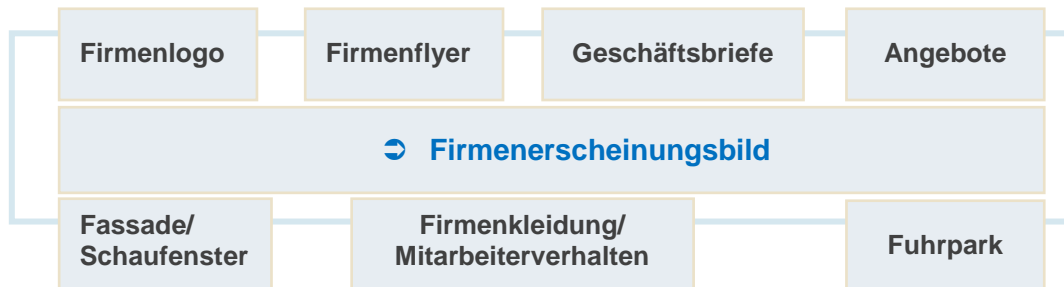 Firmenlogo
Firmenflyer
Geschäftsbriefe
Angebote
➲ Firmenerscheinungsbild
Fassade/
Schaufenster
Firmenkleidung/
Mitarbeiterverhalten
Fuhrpark